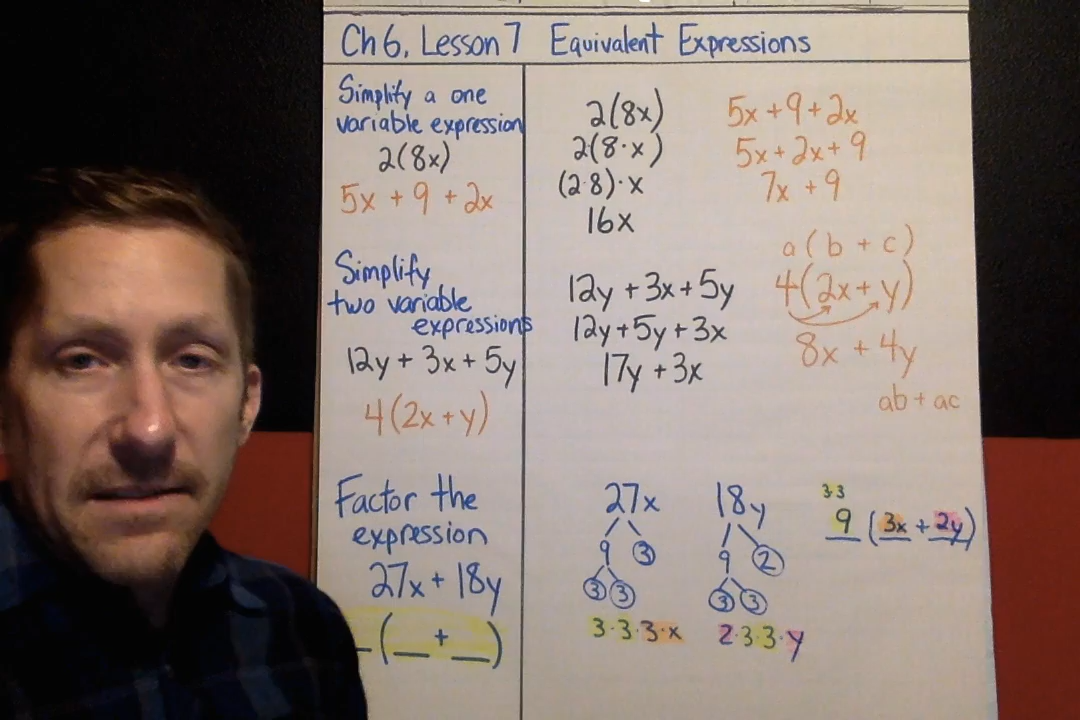 Ch 6. Lesson 7 Equivalent Expressions
Simplify a one
variable expression
2(8x)
5x + 9 + 2x
2(8x)
2(8·x)
(2·8)·x
16x
5x + 9 + 2x
5x + 2x + 9
7x + 9
Simplify
two variable
expressions
12y + 3x + 5y
4(2x + y)
12y + 3x + 5y
12y + 5y + 3x
17y + 3x
a(b + c)
4(2x + y)
8x + 4y
ab + ac
Factor the
expression
27x + 18y
_(_ + _)
27x
9 3
3 3
3·3·3·x
18y
9 2
3 3
2·3·3·y
3·3
9 (3x + 2y)